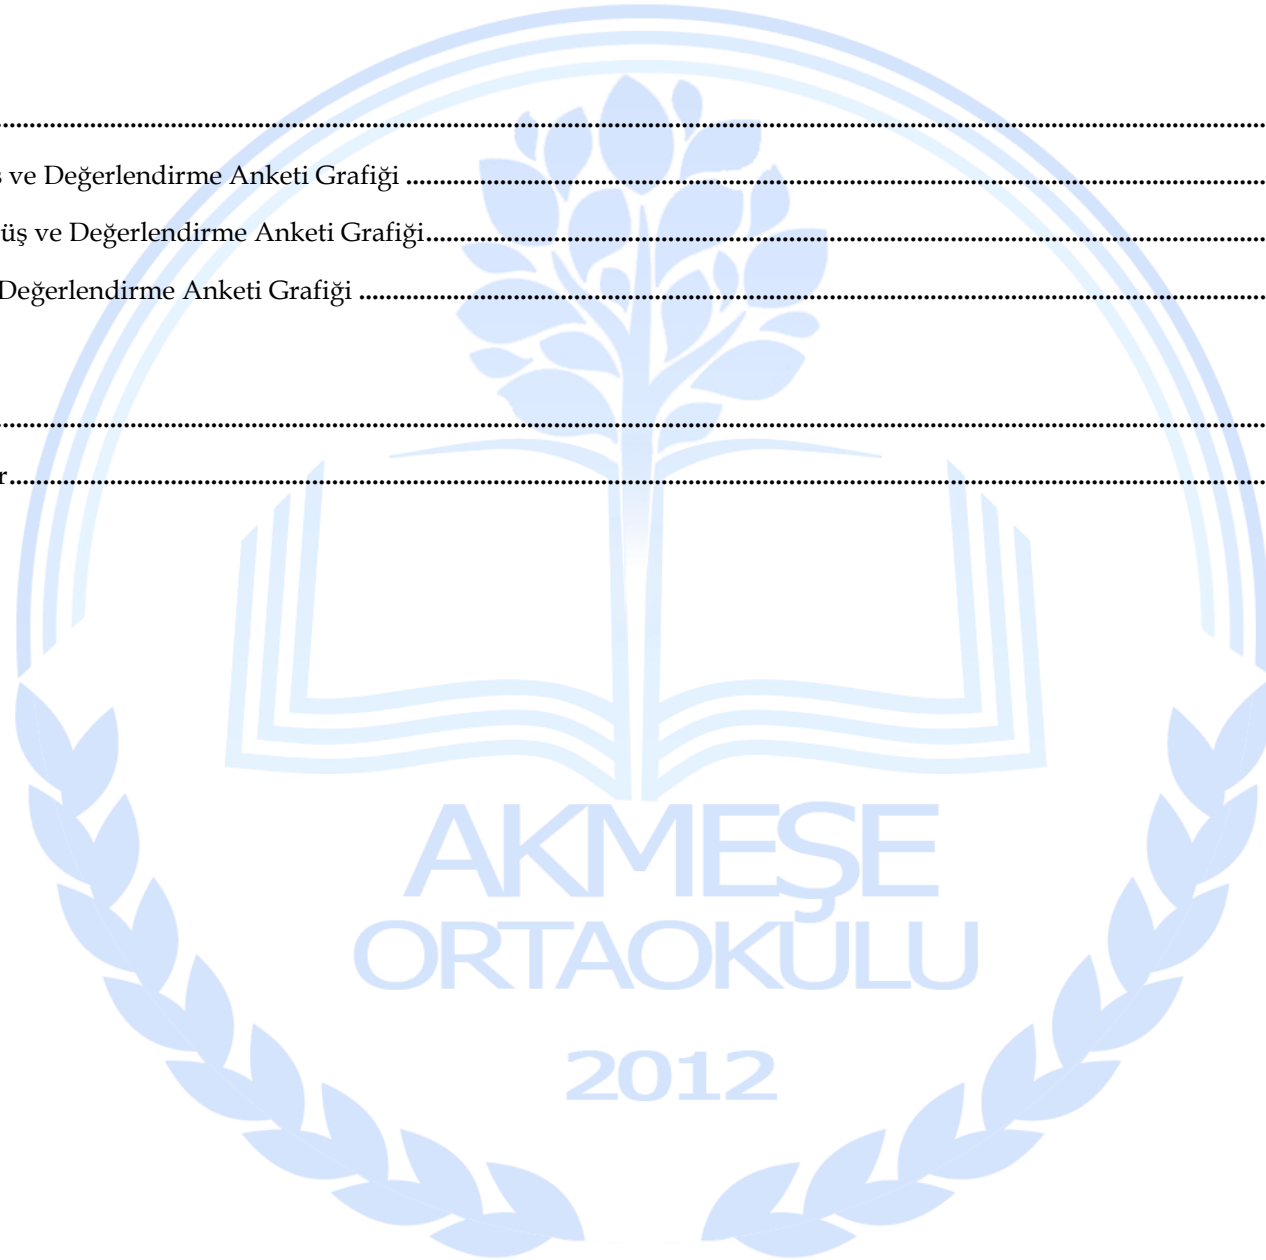 ....................................................................................................
ş ve Değerlendirme Anketi Grafiği ....................................................................................................
üş ve Değerlendirme Anketi Grafiği....................................................................................................
Değerlendirme Anketi Grafiği ....................................................................................................
....................................................................................................
r....................................................................................................
AKMEŞE
ORTAOKULU
2012